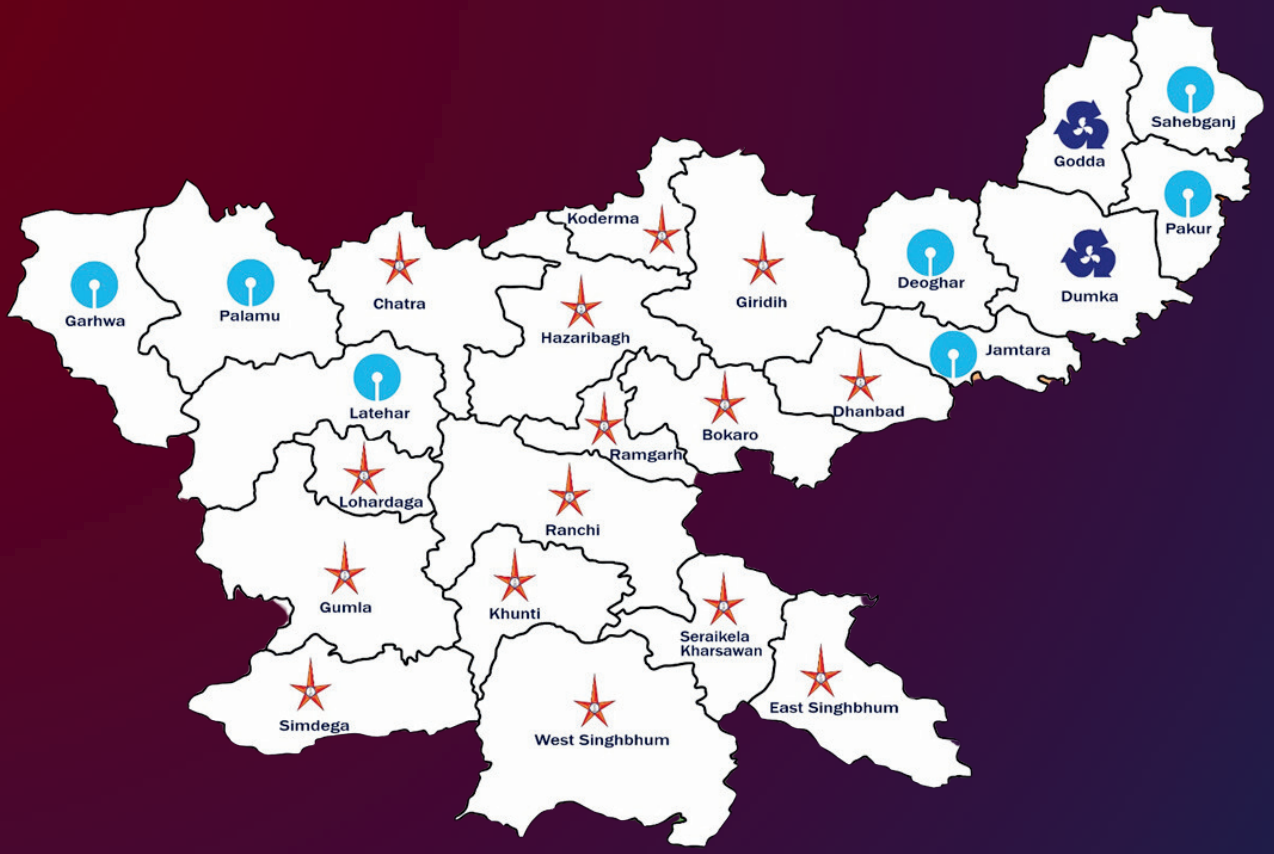 Sahebganj
Godda
Pakur
Koderma
Deoghar
Dumka
Garhwa
Palamu
Chatra
Giridih
Hazaribagh
Jamtara
Latehar
Dhanbad
Bokaro
Ramgarh
Lohardaga
Ranchi
Gumla
Khunti
Seraikela
Kharsawan
East Singhbhum
Simdega
West Singhbhum